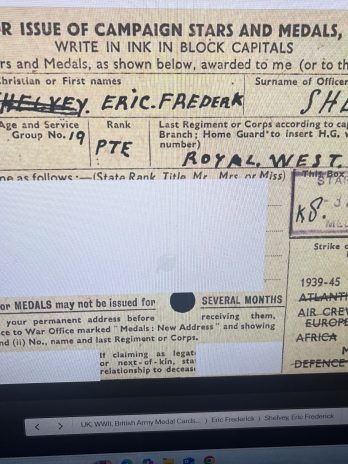 R ISSUE OF CAMPAIGN STARS AND MEDALS,
WRITE IN INK IN BLOCK CAPITALS
rs and Medals, as shown below, awarded to me (or to th
hristian or First names
Surname of Officer
SHELVEY. ERIC. FREDERK
SHL
Age and Service
Group No. 19
Rank
PTE
Last Regiment or Corps according to cap
Branch; Home Guard to insert H.G.
number)
ROYAL. WEST.
ne as follows :—(State Rank, Title, Mr., Mrs. or Miss)
This Box
STA
K8.
Strike o
1939-45
ATLANTI
AIR CREW
EUROPE
AFRICA
DEFENCE
or MEDALS may not be issued for SEVERAL MONTHS
your permanent address before receiving them,
ce to War Office marked "Medals: New Address" and showing
nd (ii) No., name and last Regiment or Corps.
If claiming as legat
or next-of-kin, sta
relationship to deceas
UK, WWII, British Army Medal Cards... Eric Frederick Shelvey, Eric Frederick